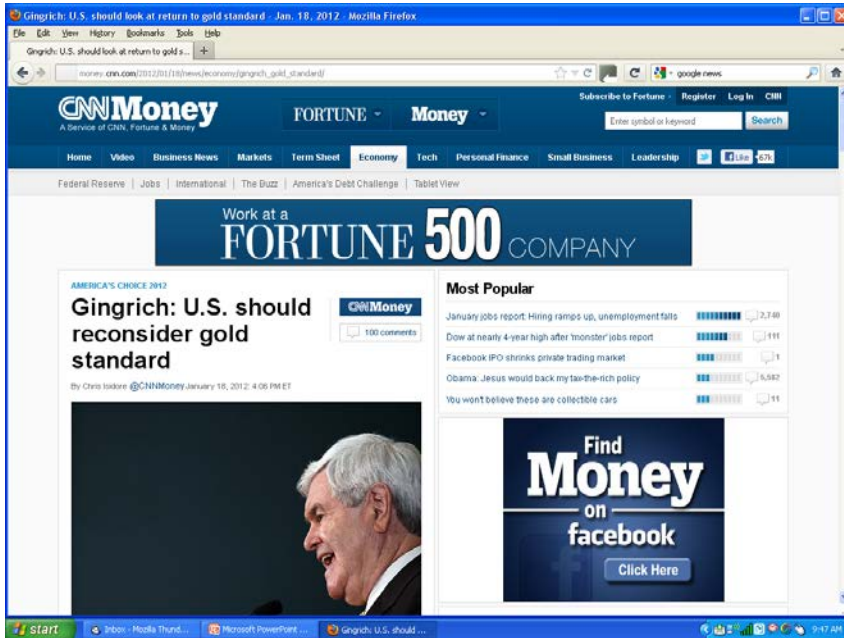 Gingrich: U.S. should look at return to gold standard - Jan. 18, 2012 - Mozilla Firefox
File Edit View History Bookmarks Tools Help
Gingrich: U.S. should look at return to gold s... +
money.cnn.com/2012/01/18/news/economy/gingrich_gold_standard/ google news
Subscribe to Fortune Register Log In CNN
CNNMoney FORTUNE Money
A Service of CNN, Fortune & Money
Enter symbol or keyword Search
Home Video Business News Markets Term Sheet Economy Tech Personal Finance Small Business Leadership Like 67k
Federal Reserve | Jobs | International | The Buzz | America's Debt Challenge | Tablet View
Work at a
FORTUNE 500 COMPANY
AMERICA'S CHOICE 2012
Gingrich: U.S. should
reconsider gold
standard
CNNMoney
100 comments
By Chris Isidore @CNNMoney January 18, 2012: 4:06 PM ET
Most Popular
January jobs report: Hiring ramps up, unemployment falls 2,740
Dow at nearly 4-year high after 'monster' jobs report 111
Facebook IPO shrinks private trading market 1
Obama: Jesus would back my tax-the-rich policy 6,582
You won't believe these are collectible cars 11
Find
Money
on
facebook
Click Here
start Inbox - Mozilla Thund... Microsoft PowerPoint ... Gingrich: U.S. should ... 9:47 AM